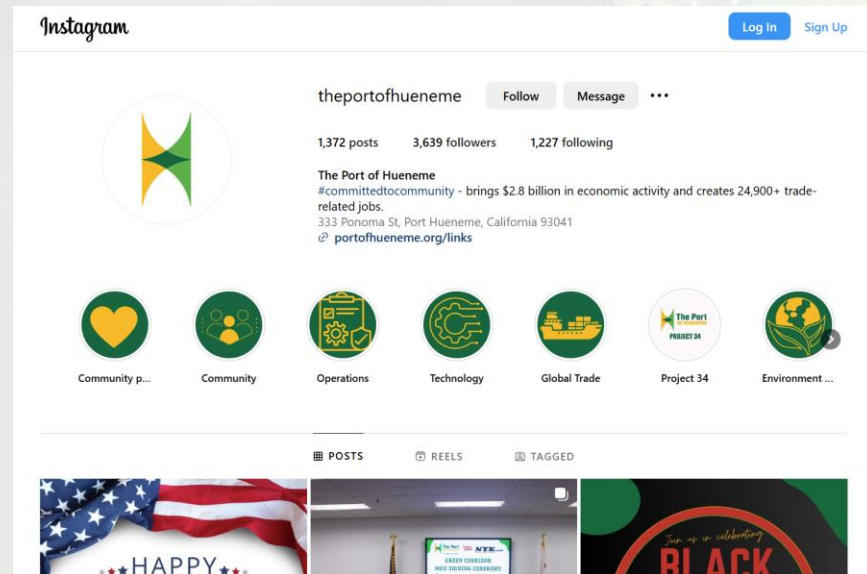 Instagram
Log In
Sign Up
theportofhueneme
Follow
Message
1,372 posts
3,639 followers
1,227 following
The Port of Hueneme
#committedtocommunity - brings $2.8 billion in economic activity and creates 24,900+ trade-
related jobs.
333 Ponoma St, Port Hueneme, California 93041
portofhueneme.org/links
The Port
OF HUENEME
PROJECT 34
Community p...
Community
Operations
Technology
Global Trade
Project 34
Environment ...
POSTS
REELS
TAGGED
HAPPY
The Port
NYK
GREEN CORRIDOR
MOU SIGNING CEREMONY
Join us in celebrating
BLACK